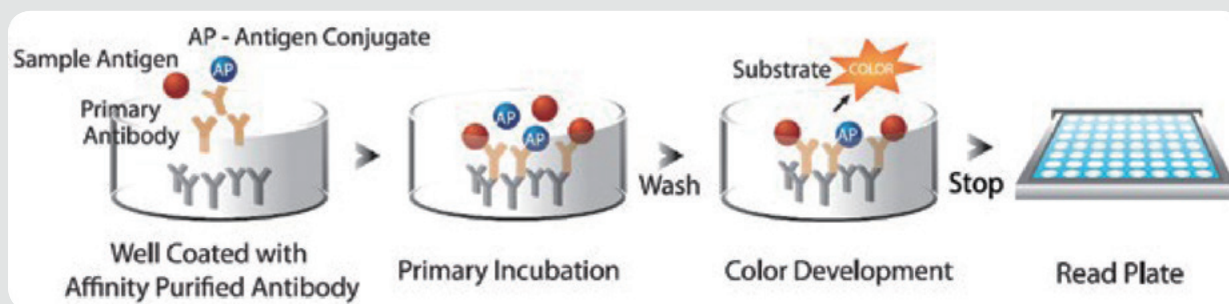 AP - Antigen Conjugate
Sample Antigen
AP
Primary
Antibody
Well Coated with
Affinity Purified Antibody
AP
AP
Primary Incubation
Wash
Substrate
COLOR
AP
Color Development
Stop
Read Plate